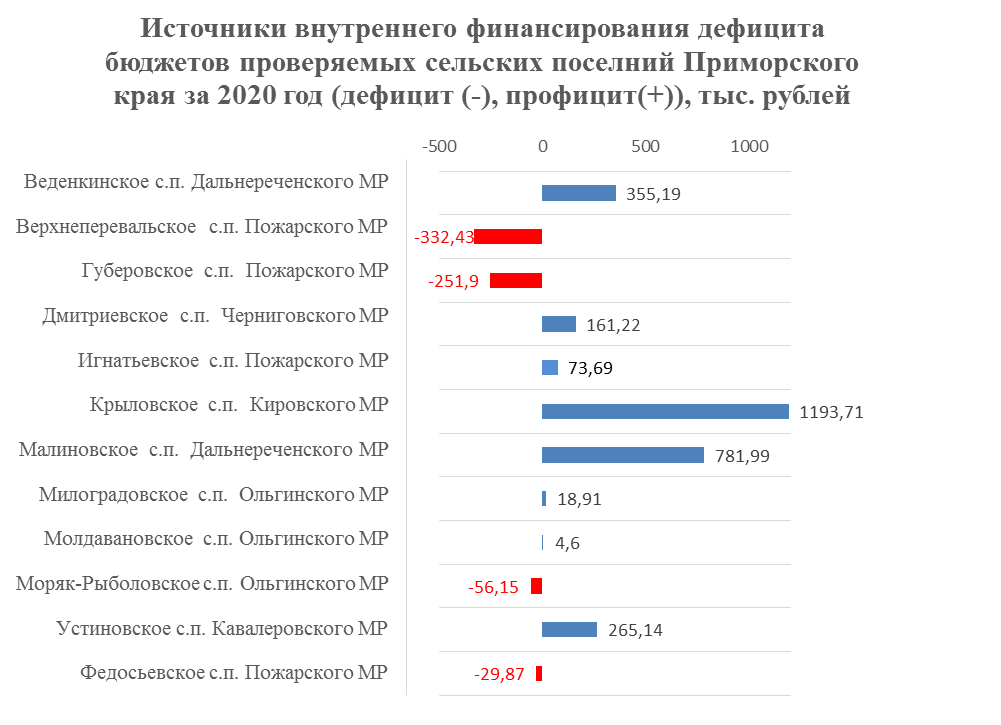 Источники внутреннего финансирования дефицита
бюджетов проверяемых сельских поселний Приморского
края за 2020 год (дефицит (-), профицит(+)), тыс. рублей
-500 0 500 1000
Веденкинское с.п. Дальнереченского МР 355,19
Верхнеперевальское с.п. Пожарского МР -332,43
Губеровское с.п. Пожарского МР -251,9
Дмитриевское с.п. Черниговского МР 161,22
Игнатьевское с.п. Пожарского МР 73,69
Крыловское с.п. Кировского МР 1193,71
Малиновское с.п. Дальнереченского МР 781,99
Милоградовское с.п. Ольгинского МР 18,91
Молдавановское с.п. Ольгинского МР 4,6
Моряк-Рыболовское с.п. Ольгинского МР -56,15
Устиновское с.п. Кавалеровского МР 265,14
Федосьевское с.п. Пожарского МР -29,87